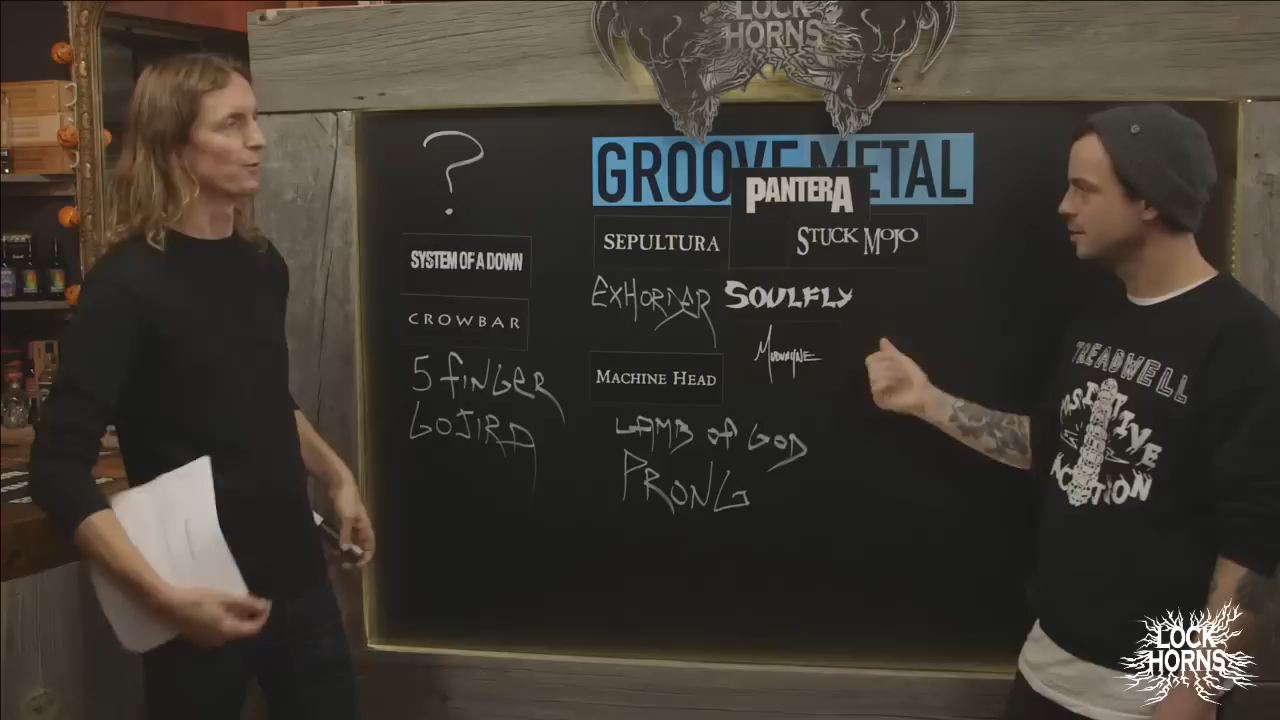 LOCK
HORNS
GROOVE METAL
PANTERA
?
SEPULTURA
STUCK MOJO
SYSTEM OF A DOWN
EXHORDER
SOULFLY
CROWBAR
MUDVAYNE
MACHINE HEAD
5 FINGER
GOJIRA
LAMB OF GOD
PRONG
TREADWELL
POSITIVE
ACTION
LOCK
HORNS